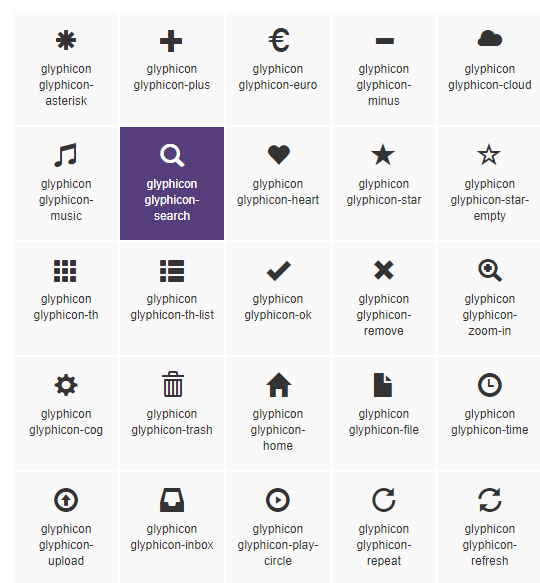 glyphicon
glyphicon-
asterisk
glyphicon
glyphicon-plus
glyphicon
glyphicon-euro
glyphicon
glyphicon-
minus
glyphicon
glyphicon-cloud
glyphicon
glyphicon-
music
glyphicon
glyphicon-
search
glyphicon
glyphicon-heart
glyphicon
glyphicon-star
glyphicon
glyphicon-star-
empty
glyphicon
glyphicon-th
glyphicon
glyphicon-th-list
glyphicon
glyphicon-ok
glyphicon
glyphicon-
remove
glyphicon
glyphicon-
zoom-in
glyphicon
glyphicon-cog
glyphicon
glyphicon-trash
glyphicon
glyphicon-
home
glyphicon
glyphicon-file
glyphicon
glyphicon-time
glyphicon
glyphicon-
upload
glyphicon
glyphicon-inbox
glyphicon
glyphicon-play-
circle
glyphicon
glyphicon-
repeat
glyphicon
glyphicon-
refresh